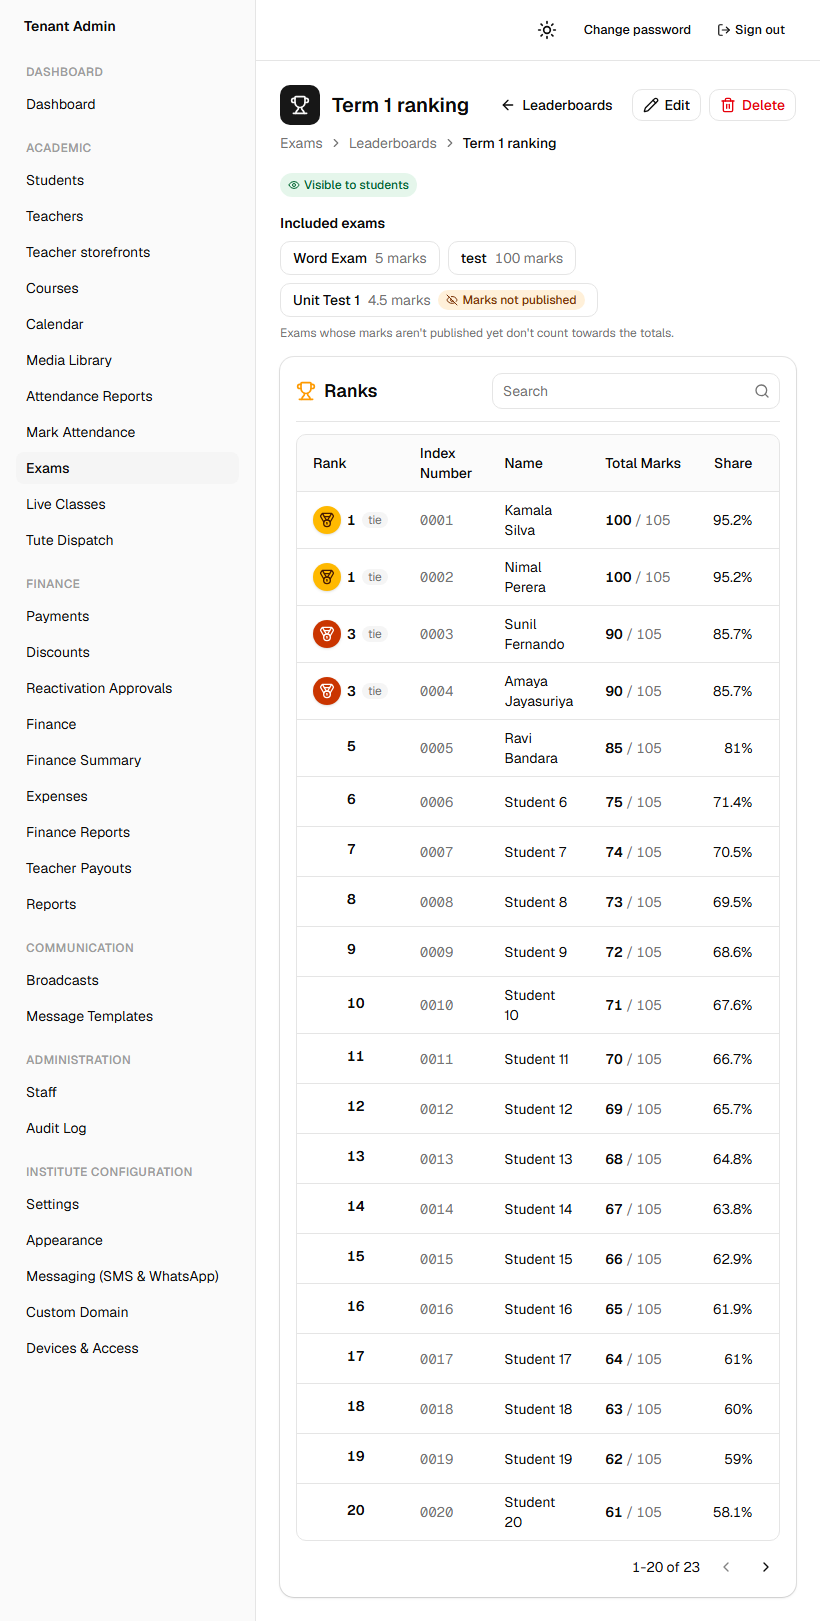 Tenant Admin
Change password
Sign out
DASHBOARD
Dashboard
ACADEMIC
Students
Teachers
Teacher storefronts
Courses
Calendar
Media Library
Attendance Reports
Mark Attendance
Exams
Live Classes
Tute Dispatch
FINANCE
Payments
Discounts
Reactivation Approvals
Finance
Finance Summary
Expenses
Finance Reports
Teacher Payouts
Reports
COMMUNICATION
Broadcasts
Message Templates
ADMINISTRATION
Staff
Audit Log
INSTITUTE CONFIGURATION
Settings
Appearance
Messaging (SMS & WhatsApp)
Custom Domain
Devices & Access
Term 1 ranking
Leaderboards
Edit
Delete
Exams > Leaderboards > Term 1 ranking
Visible to students
Included exams
Word Exam 5 marks
test 100 marks
Unit Test 1 4.5 marks Marks not published
Exams whose marks aren't published yet don't count towards the totals.
Ranks
Search
Rank Index Number Name Total Marks Share
1 tie 0001 Kamala Silva 100 / 105 95.2%
1 tie 0002 Nimal Perera 100 / 105 95.2%
3 tie 0003 Sunil Fernando 90 / 105 85.7%
3 tie 0004 Amaya Jayasuriya 90 / 105 85.7%
5 0005 Ravi Bandara 85 / 105 81%
6 0006 Student 6 75 / 105 71.4%
7 0007 Student 7 74 / 105 70.5%
8 0008 Student 8 73 / 105 69.5%
9 0009 Student 9 72 / 105 68.6%
10 0010 Student 10 71 / 105 67.6%
11 0011 Student 11 70 / 105 66.7%
12 0012 Student 12 69 / 105 65.7%
13 0013 Student 13 68 / 105 64.8%
14 0014 Student 14 67 / 105 63.8%
15 0015 Student 15 66 / 105 62.9%
16 0016 Student 16 65 / 105 61.9%
17 0017 Student 17 64 / 105 61%
18 0018 Student 18 63 / 105 60%
19 0019 Student 19 62 / 105 59%
20 0020 Student 20 61 / 105 58.1%
1-20 of 23